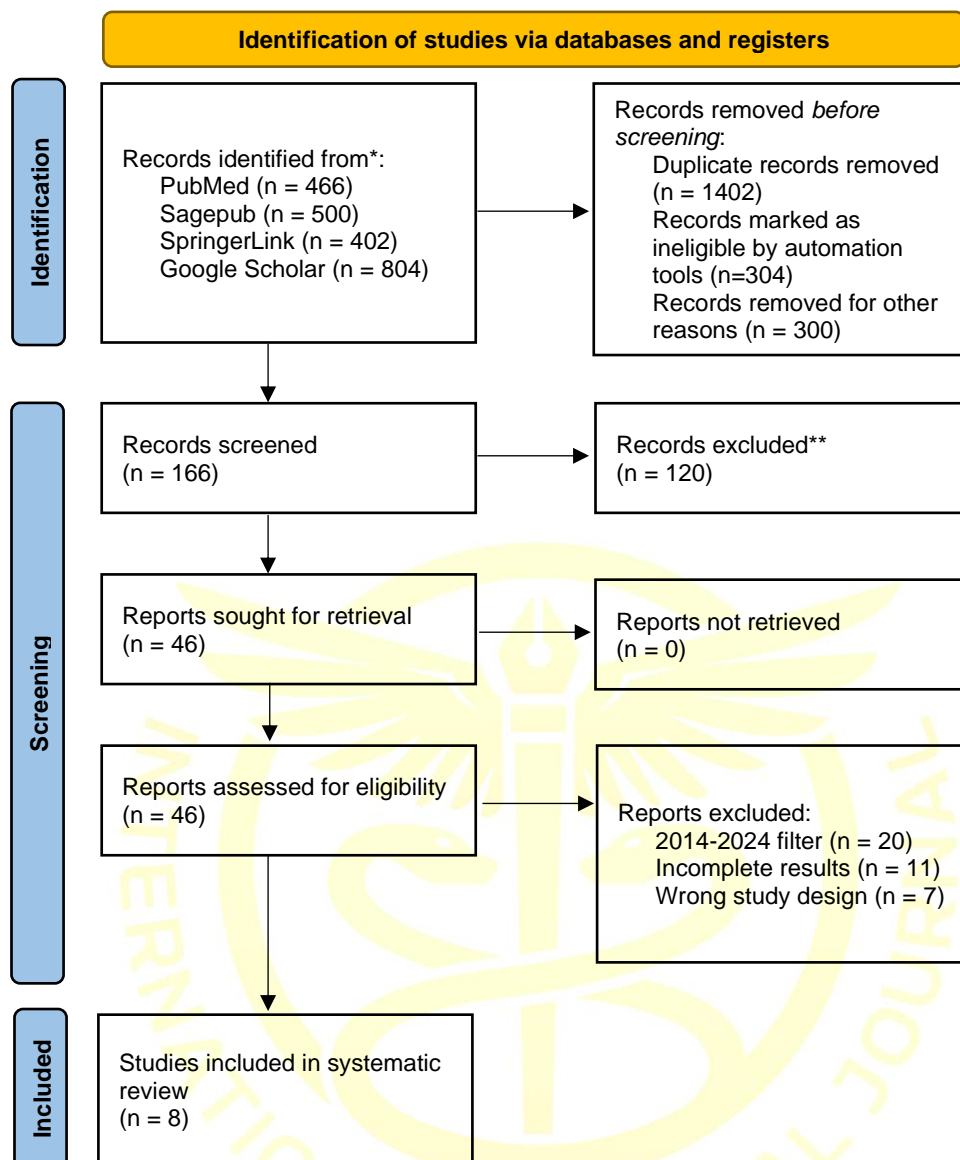 Identification of studies via databases and registers
Identification
Records identified from*:
PubMed (n = 466)
Sagepub (n = 500)
SpringerLink (n = 402)
Google Scholar (n = 804)
Records removed before
screening:
Duplicate records removed
(n = 1402)
Records marked as
ineligible by automation
tools (n=304)
Records removed for other
reasons (n = 300)
Screening
Records screened
(n = 166)
Records excluded**
(n = 120)
Reports sought for retrieval
(n = 46)
Reports not retrieved
(n = 0)
Reports assessed for eligibility
(n = 46)
Reports excluded:
2014-2024 filter (n = 20)
Incomplete results (n = 11)
Wrong study design (n = 7)
Included
Studies included in systematic
review
(n = 8)
JOURNAL